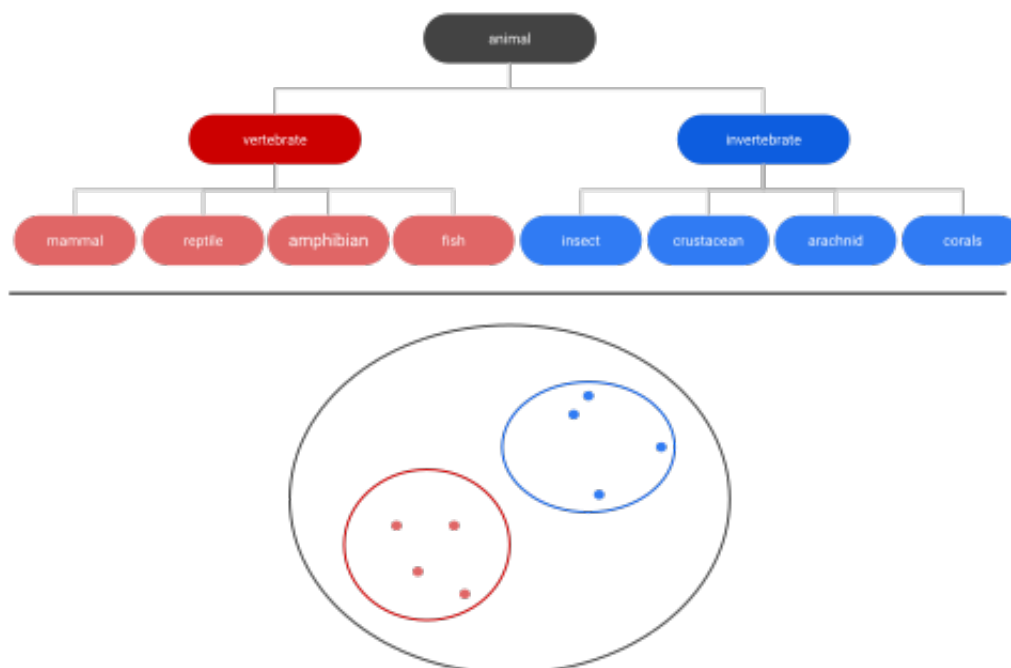 animal
vertebrate
invertebrate
mammal
reptile
amphibian
fish
insect
crustacean
arachnid
corals